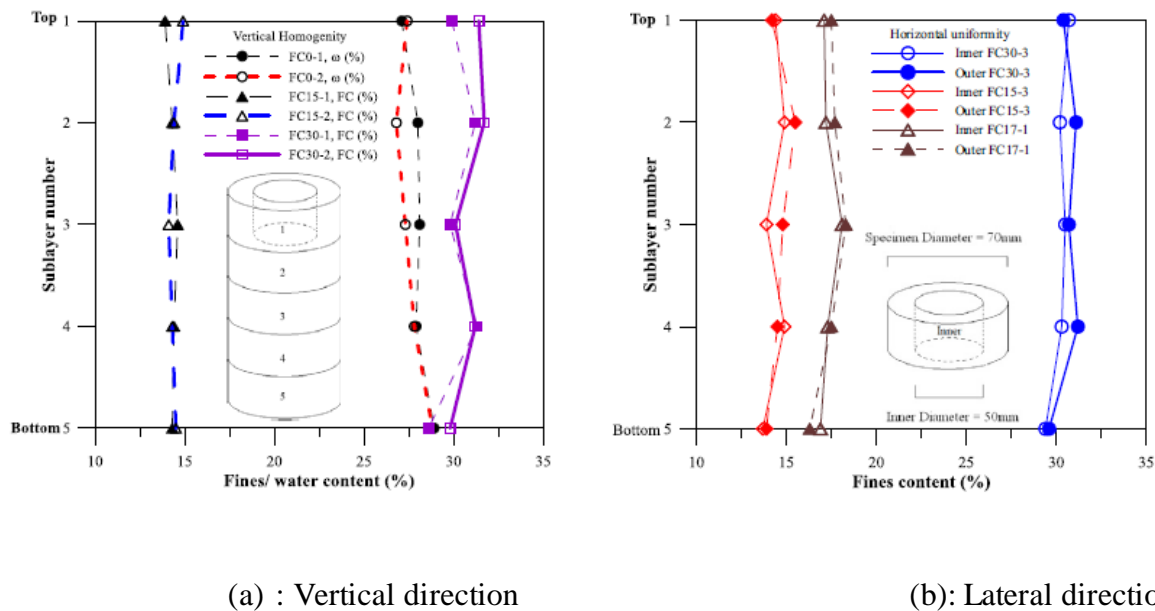 Top 1
2
3
4
Bottom 5
Sublayer number
10 15 20 25 30 35
Fines/ water content (%)
Vertical Homogenity
FC0-1, ω (%)
FC0-2, ω (%)
FC15-1, FC (%)
FC15-2, FC (%)
FC30-1, FC (%)
FC30-2, FC (%)
1
2
3
4
5
(a) : Vertical direction
Top 1
2
3
4
Bottom 5
Sublayer number
10 15 20 25 30 35
Fines content (%)
Horizontal uniformity
Inner FC30-3
Outer FC30-3
Inner FC15-3
Outer FC15-3
Inner FC17-1
Outer FC17-1
Specimen Diameter = 70mm
Inner
Inner Diameter = 50mm
(b): Lateral directio